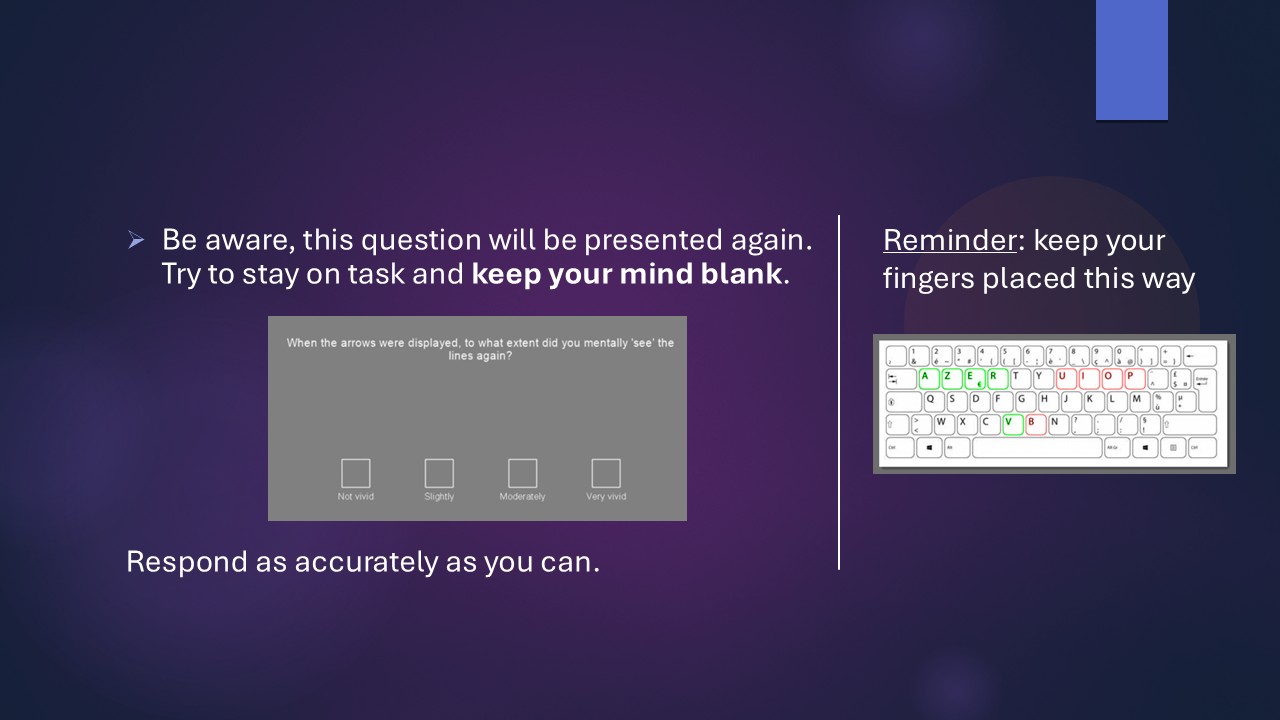 Be aware, this question will be presented again.
Try to stay on task and keep your mind blank.
When the arrows were displayed, to what extent did you mentally 'see' the
lines again?
Not vivid Slightly Moderately Very vivid
Respond as accurately as you can.
Reminder: keep your
fingers placed this way
A Z E R T Y U I O P
Q S D F G H J K L M
W X C V B N